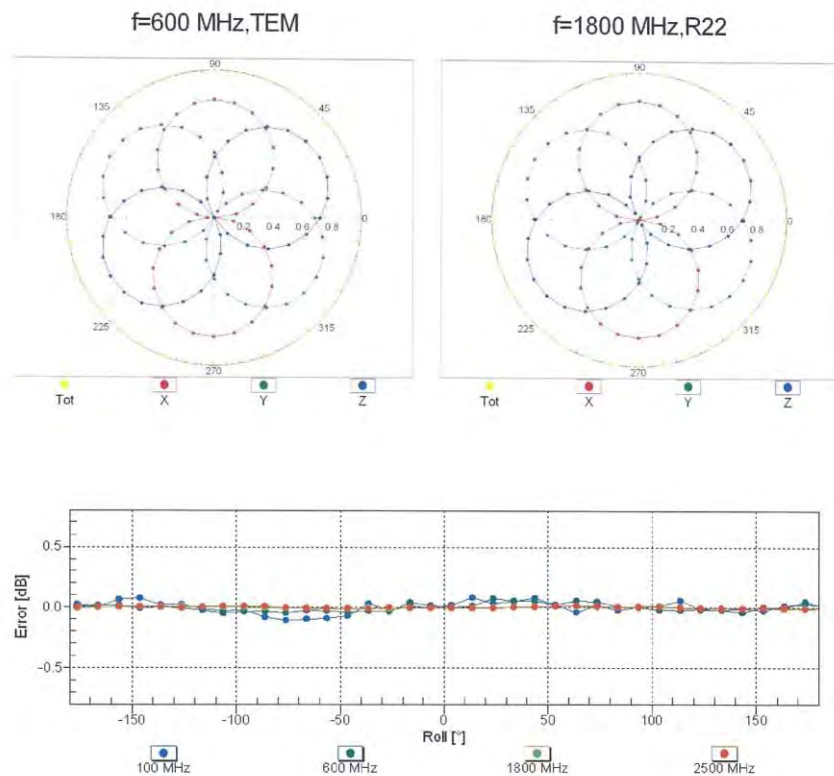 f=600 MHz,TEM
f=1800 MHz,R22
90
135
45
180
0.2 0.4 0.6 0.8
0
225
315
270
Tot
X
Y
Z
90
135
45
180
0.2 0.4 0.6 0.8
0
225
315
270
Tot
X
Y
Z
Error [dB]
0.5
0.0
-0.5
-150
-100
-50
0
50
100
150
Roll [°]
100 MHz
600 MHz
1800 MHz
2500 MHz